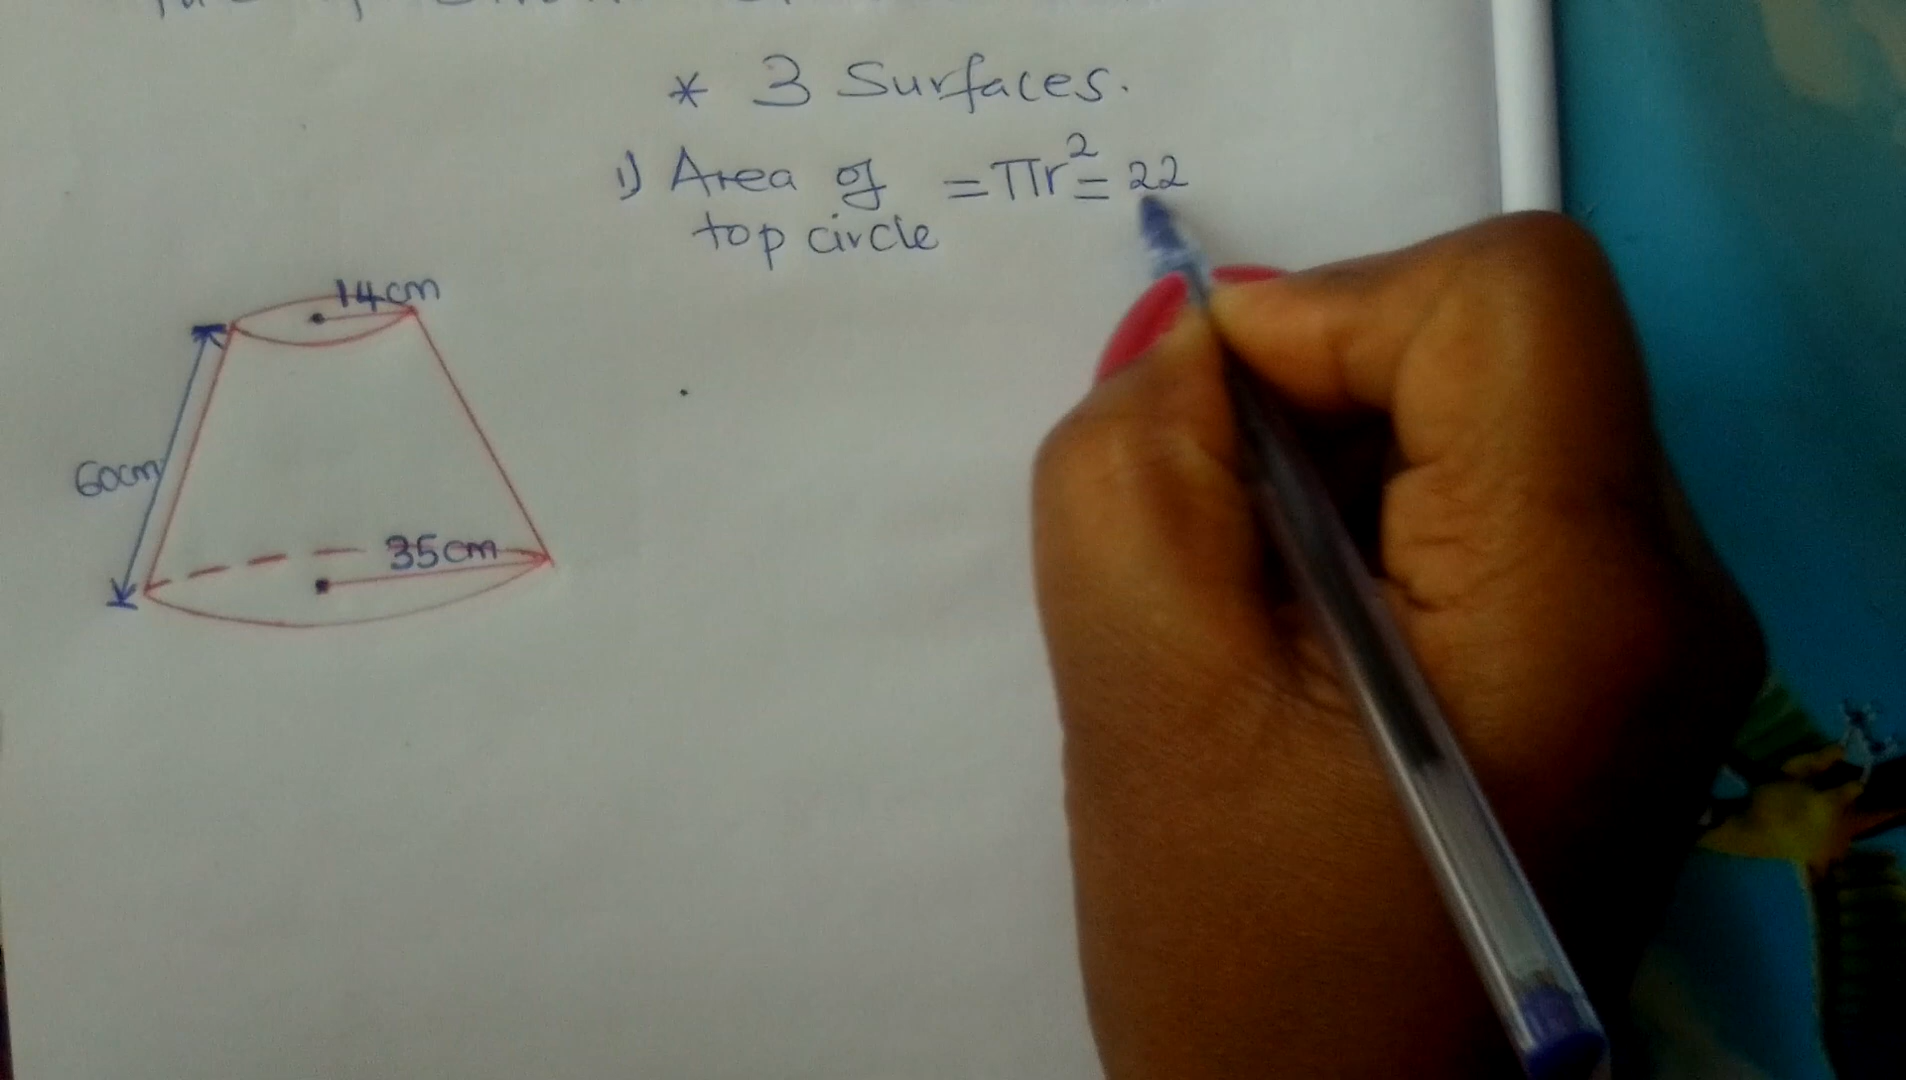 * 3 Surfaces.
1) Area of = πr² = 22
top circle
14cm
60cm
35cm